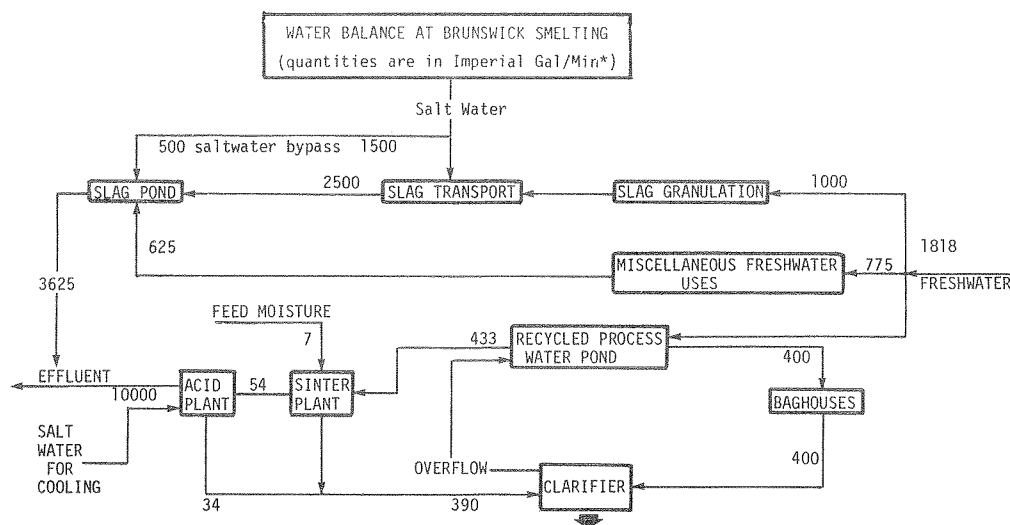 WATER BALANCE AT BRUNSWICK SMELTING
(quantities are in Imperial Gal/Min*)
Salt Water
500 saltwater bypass 1500
SLAG POND
2500
SLAG TRANSPORT
SLAG GRANULATION
1000
625
MISCELLANEOUS FRESHWATER
USES
775
1818
FRESHWATER
3625
FEED MOISTURE
7
433
RECYCLED PROCESS
WATER POND
400
EFFLUENT
10000
ACID
PLANT
54
SINTER
PLANT
BAGHOUSES
SALT
WATER
FOR
COOLING
OVERFLOW
400
34
390
CLARIFIER